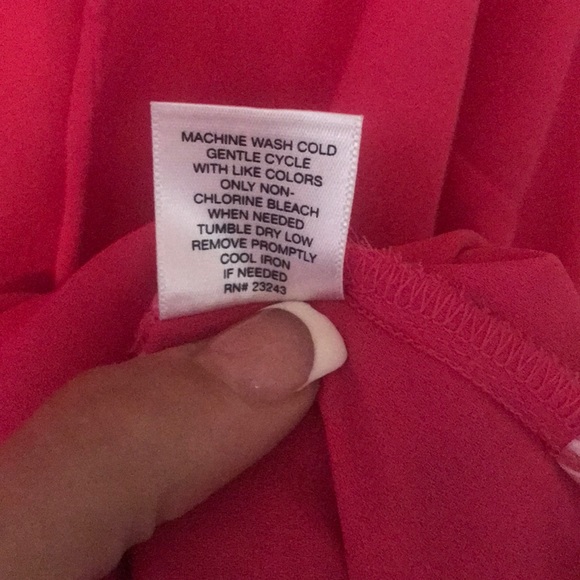 MACHINE WASH COLD
GENTLE CYCLE
WITH LIKE COLORS
ONLY NON-
CHLORINE BLEACH
WHEN NEEDED
TUMBLE DRY LOW
REMOVE PROMPTLY
COOL IRON
IF NEEDED
RN# 23243